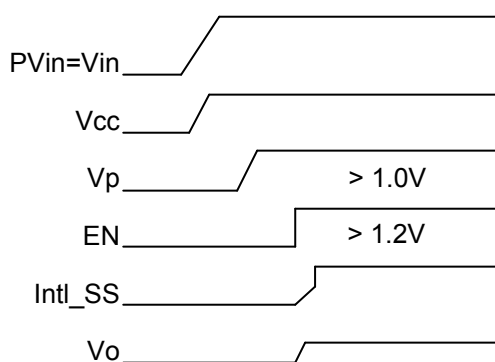 PVin=Vin
Vcc
Vp > 1.0V
EN > 1.2V
Intl_SS
Vo